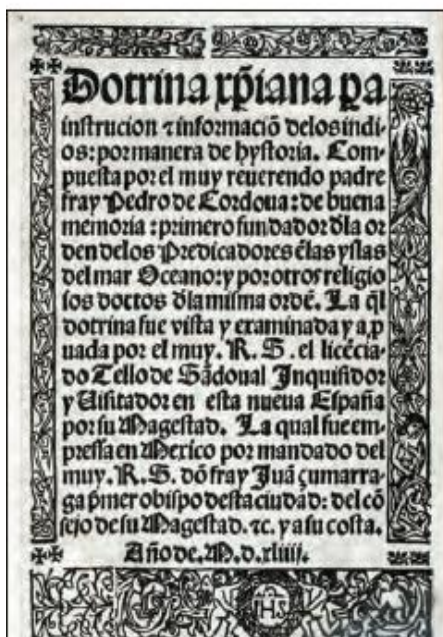 Dotrina xp̃iana p̱a
instrucion ⁊ informaciõ delos indi-
os: por manera de hystoria. Com-
puesta por el muy reuerendo padre
fray Pedro de Cordoua: de buena
memoria: primero fundador d̃la or
den delos Predicadores ẽlas yslas
del mar Oceano: y por otros religio
sos doctos d̃la misma ordẽ. La q̃l
dotrina fue vista y examinada y a,p
uada por el muy. R. S. el licẽcia-
do Tello de Sãdoual Inquisidor
y Uisitador en esta nueua España
por su Magestad. La qual fue em-
pressa en Mexico por mandado del
muy. R. S. dõ fray Juã çumarra-
ga p̃mer obispo desta ciudad: del cõ
sejo de su Magestad. ⁊c. y a su costa.
Año de. M. d. xliiij.
IHS